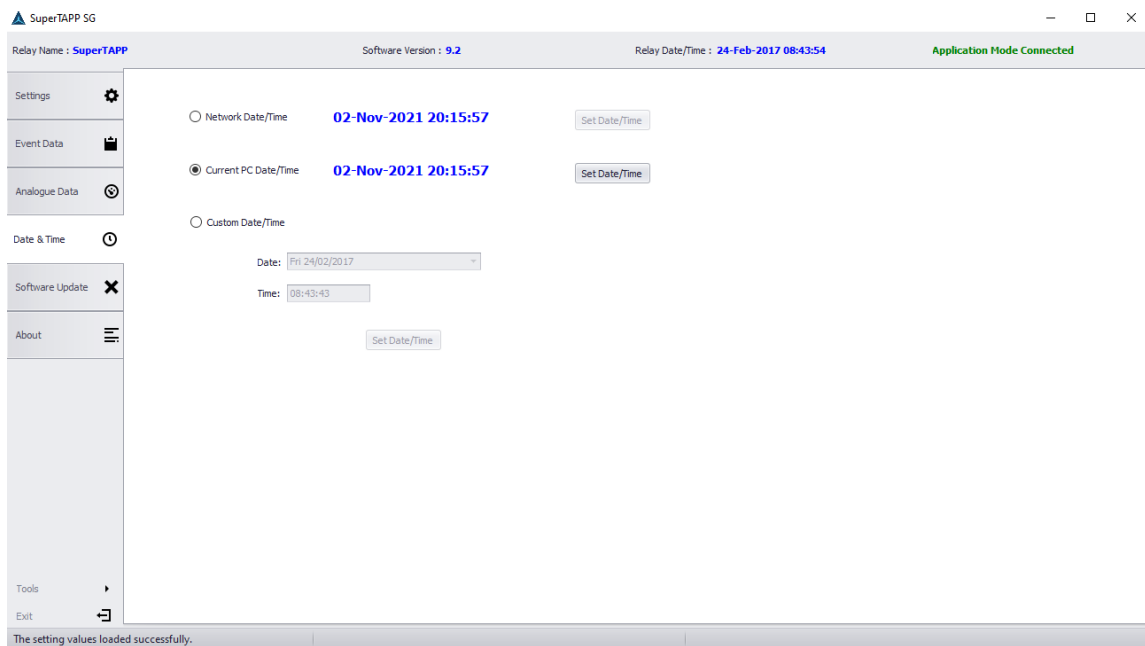 SuperTAPP SG
Relay Name : SuperTAPP Software Version : 9.2 Relay Date/Time : 24-Feb-2017 08:43:54 Application Mode Connected
Settings
Event Data
Analogue Data
Date & Time
Software Update
About
Network Date/Time 02-Nov-2021 20:15:57 Set Date/Time
Current PC Date/Time 02-Nov-2021 20:15:57 Set Date/Time
Custom Date/Time
Date: Fri 24/02/2017
Time: 08:43:43
Set Date/Time
Tools
Exit
The setting values loaded successfully.